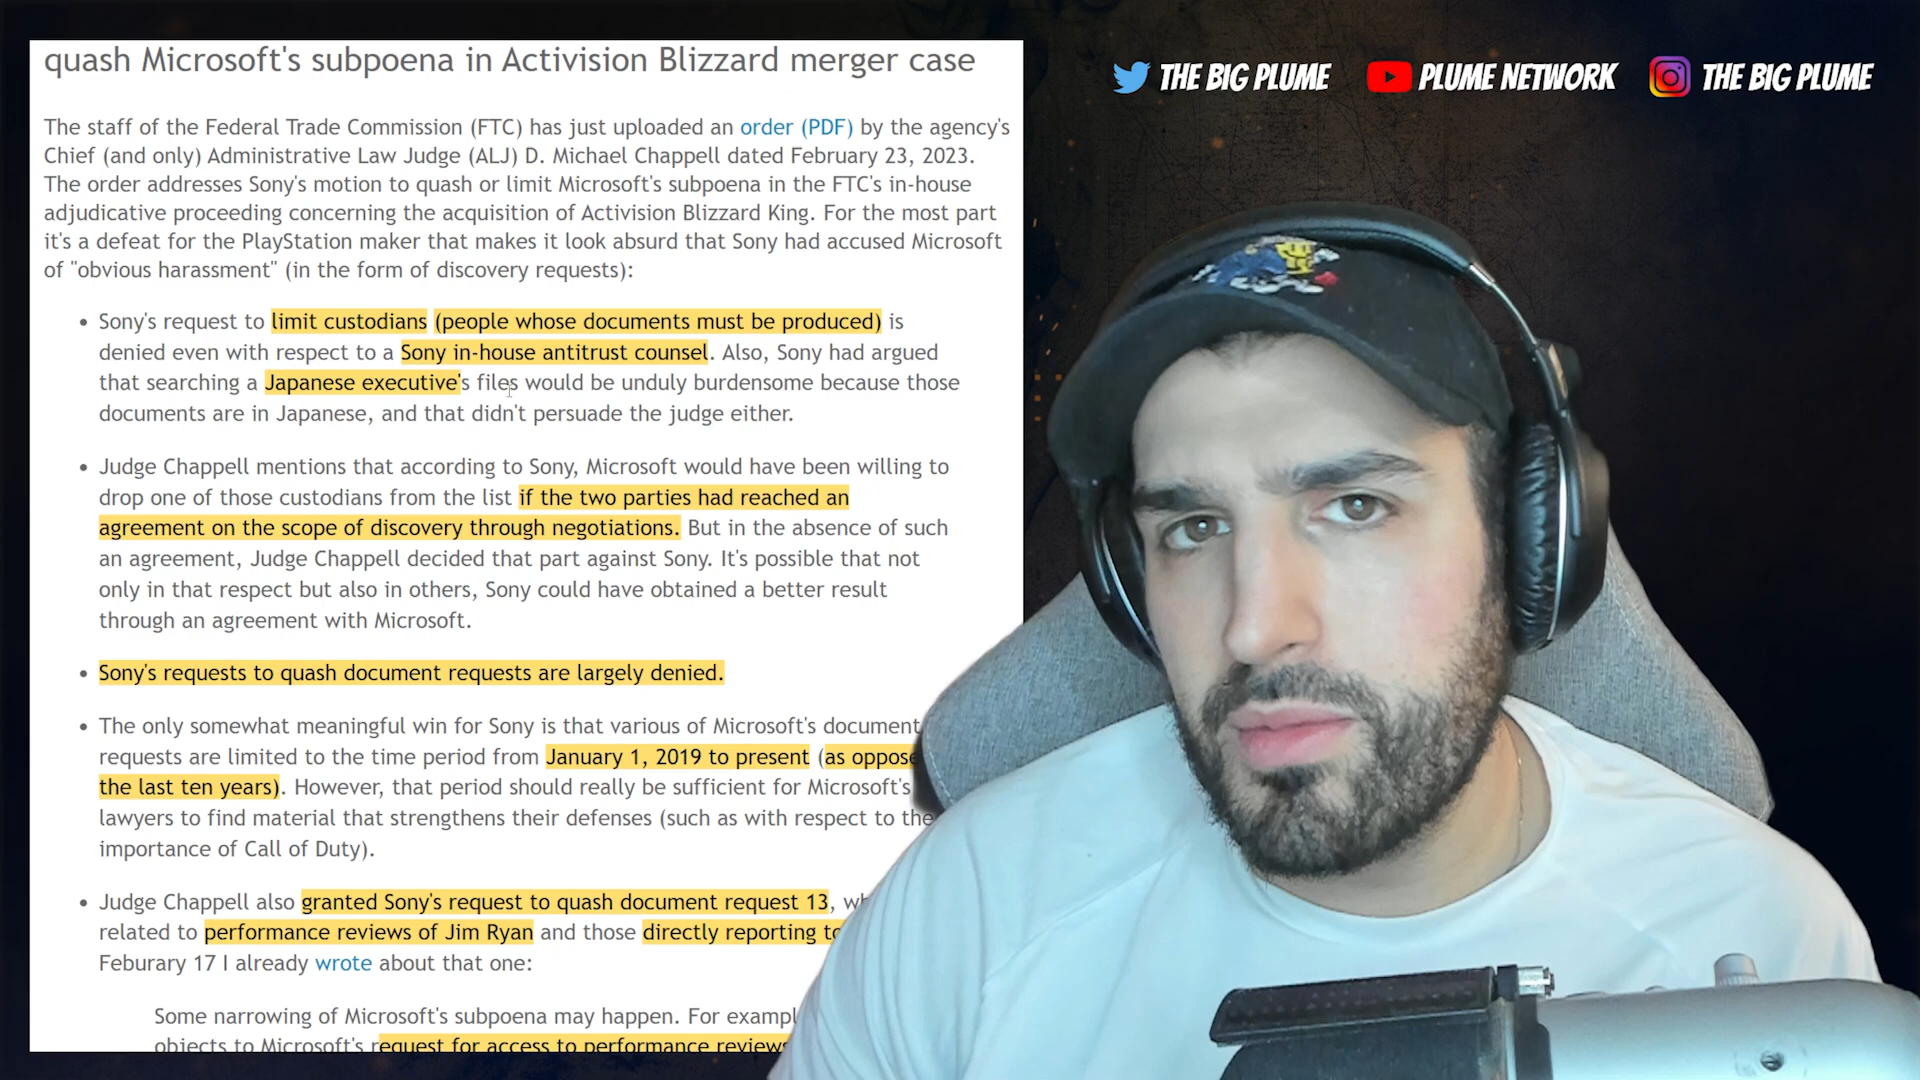 quash Microsoft's subpoena in Activision Blizzard merger case
THE BIG PLUME
PLUME NETWORK
THE BIG PLUME
The staff of the Federal Trade Commission (FTC) has just uploaded an order (PDF) by the agency's
Chief (and only) Administrative Law Judge (ALJ) D. Michael Chappell dated February 23, 2023.
The order addresses Sony's motion to quash or limit Microsoft's subpoena in the FTC's in-house
adjudicative proceeding concerning the acquisition of Activision Blizzard King. For the most part
it's a defeat for the PlayStation maker that makes it look absurd that Sony had accused Microsoft
of "obvious harassment" (in the form of discovery requests):
• Sony's request to limit custodians (people whose documents must be produced) is
denied even with respect to a Sony in-house antitrust counsel. Also, Sony had argued
that searching a Japanese executive's files would be unduly burdensome because those
documents are in Japanese, and that didn't persuade the judge either.
• Judge Chappell mentions that according to Sony, Microsoft would have been willing to
drop one of those custodians from the list if the two parties had reached an
agreement on the scope of discovery through negotiations. But in the absence of such
an agreement, Judge Chappell decided that part against Sony. It's possible that not
only in that respect but also in others, Sony could have obtained a better result
through an agreement with Microsoft.
• Sony's requests to quash document requests are largely denied.
• The only somewhat meaningful win for Sony is that various of Microsoft's document
requests are limited to the time period from January 1, 2019 to present (as oppose
the last ten years). However, that period should really be sufficient for Microsoft's
lawyers to find material that strengthens their defenses (such as with respect to the
importance of Call of Duty).
• Judge Chappell also granted Sony's request to quash document request 13,
related to performance reviews of Jim Ryan and those directly reporting to
Feburary 17 I already wrote about that one:
Some narrowing of Microsoft's subpoena may happen. For exampl
objects to Microsoft's request for access to performance reviews